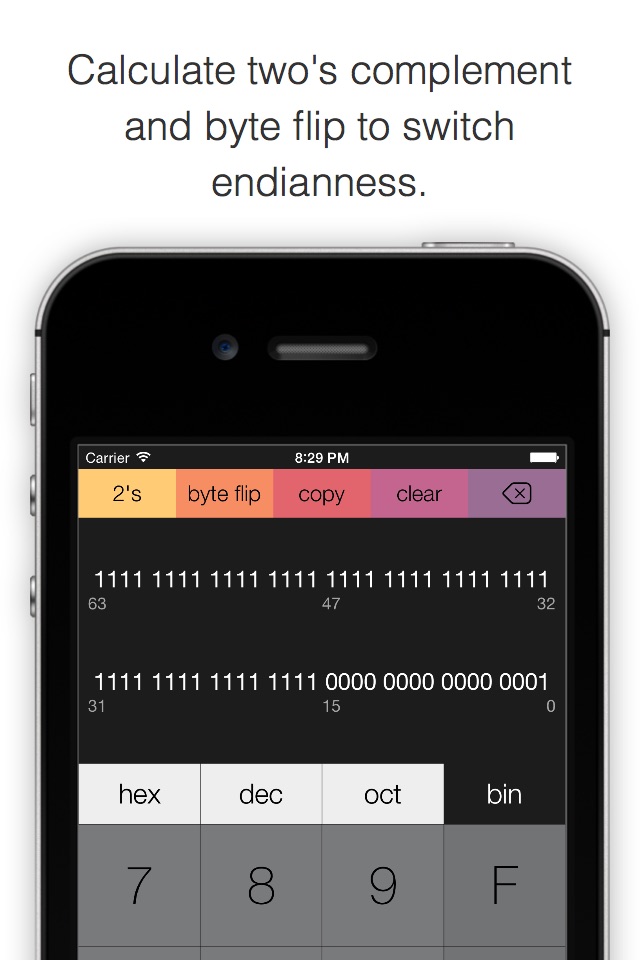 Calculate two's complement
and byte flip to switch
endianness.
Carrier 8:29 PM
2's byte flip copy clear
1111 1111 1111 1111 1111 1111 1111 1111
63 47 32
1111 1111 1111 1111 0000 0000 0000 0001
31 15 0
hex dec oct bin
7 8 9 F